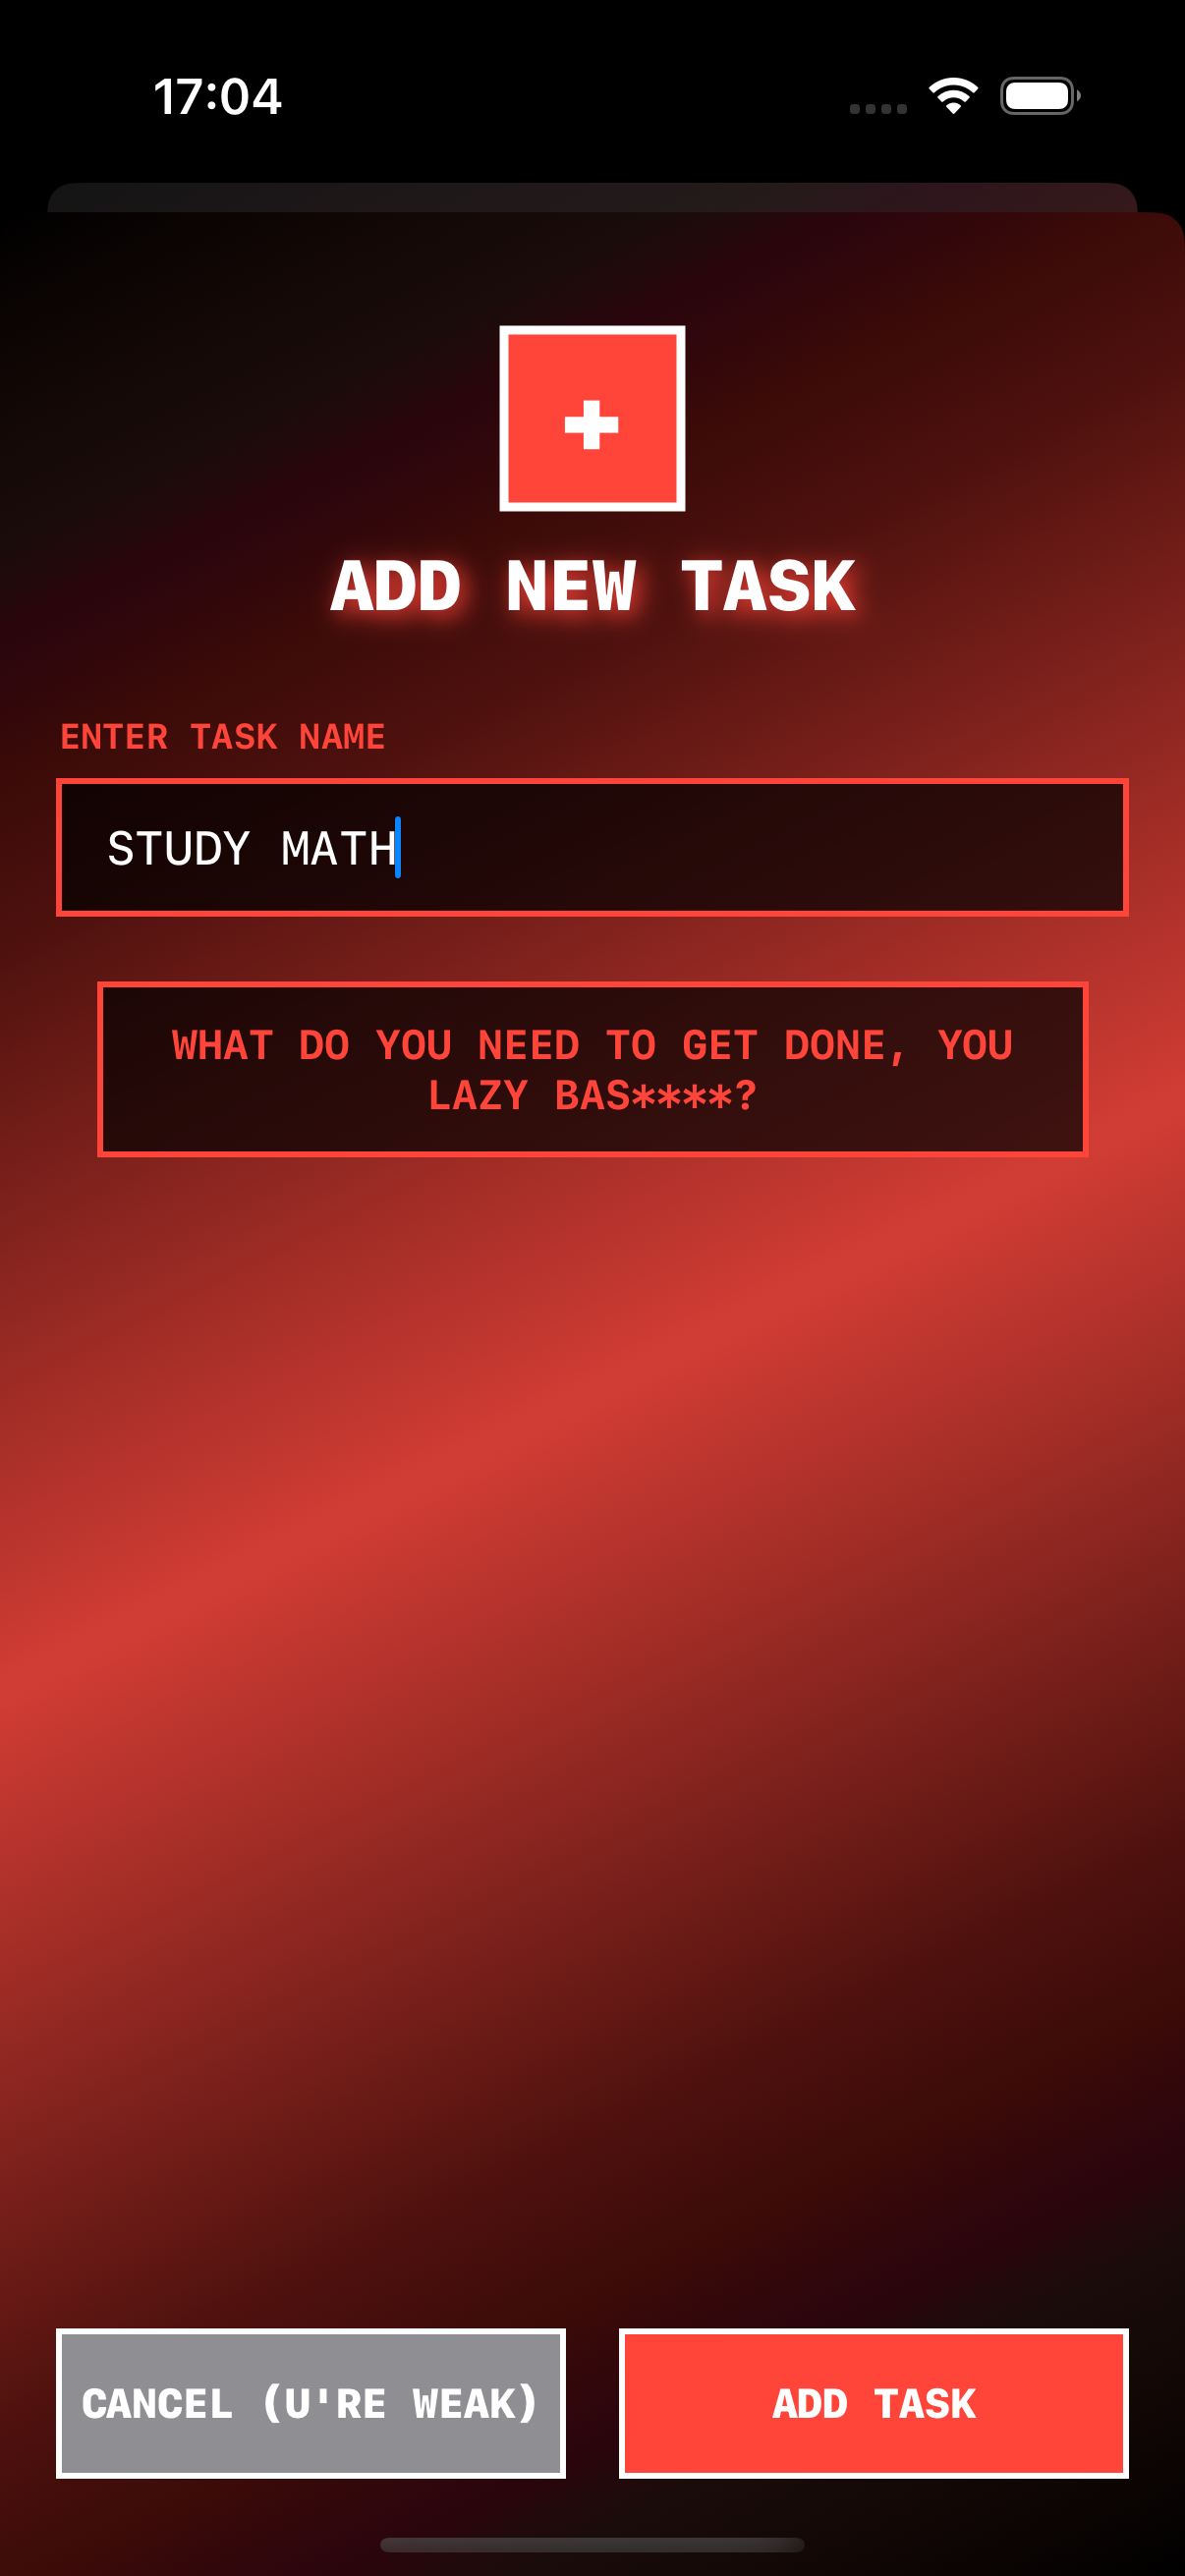 17:04
ADD NEW TASK
ENTER TASK NAME
STUDY MATH
WHAT DO YOU NEED TO GET DONE, YOU
LAZY BAS****?
CANCEL (U'RE WEAK)
ADD TASK